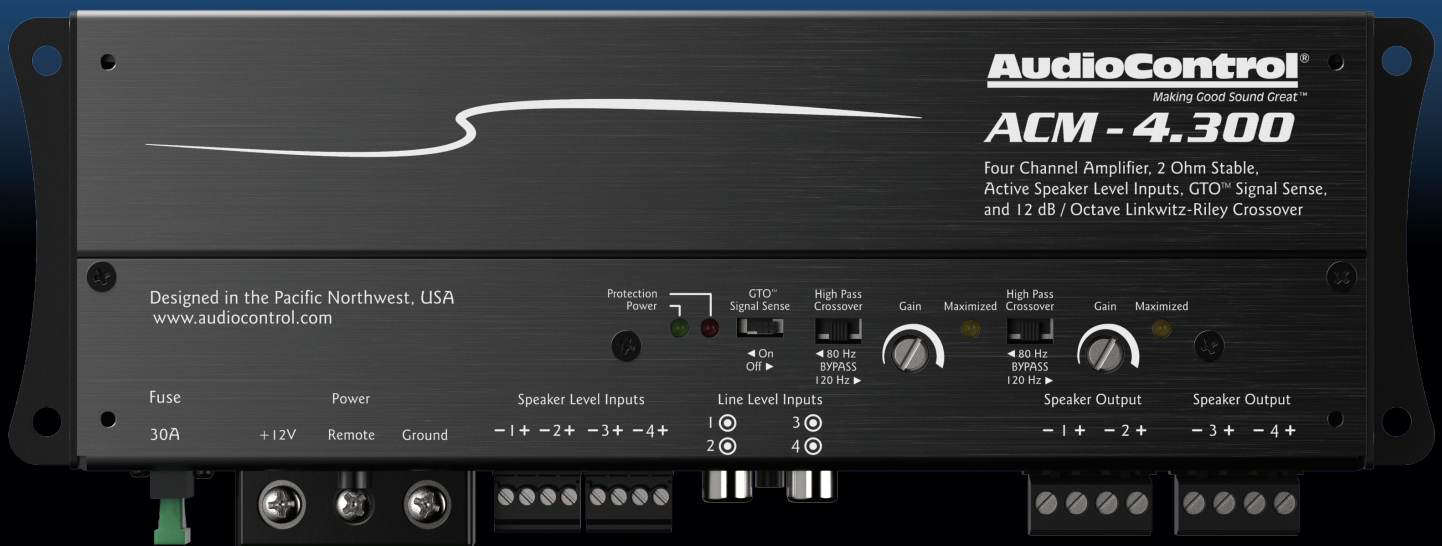 AudioControl®
Making Good Sound Great™
ACM - 4.300
Four Channel Amplifier, 2 Ohm Stable,
Active Speaker Level Inputs, GTO™ Signal Sense,
and 12 dB / Octave Linkwitz-Riley Crossover
Designed in the Pacific Northwest, USA
www.audiocontrol.com
Protection
Power
GTO™
Signal Sense
◄ On
Off ►
High Pass
Crossover
◄ 80 Hz
BYPASS
120 Hz ►
Gain
Maximized
High Pass
Crossover
◄ 80 Hz
BYPASS
120 Hz ►
Gain
Maximized
Fuse
30A
Power
+12V Remote Ground
Speaker Level Inputs
- 1 + - 2 + - 3 + - 4 +
Line Level Inputs
1 3
2 4
Speaker Output
- 1 + - 2 +
Speaker Output
- 3 + - 4 +